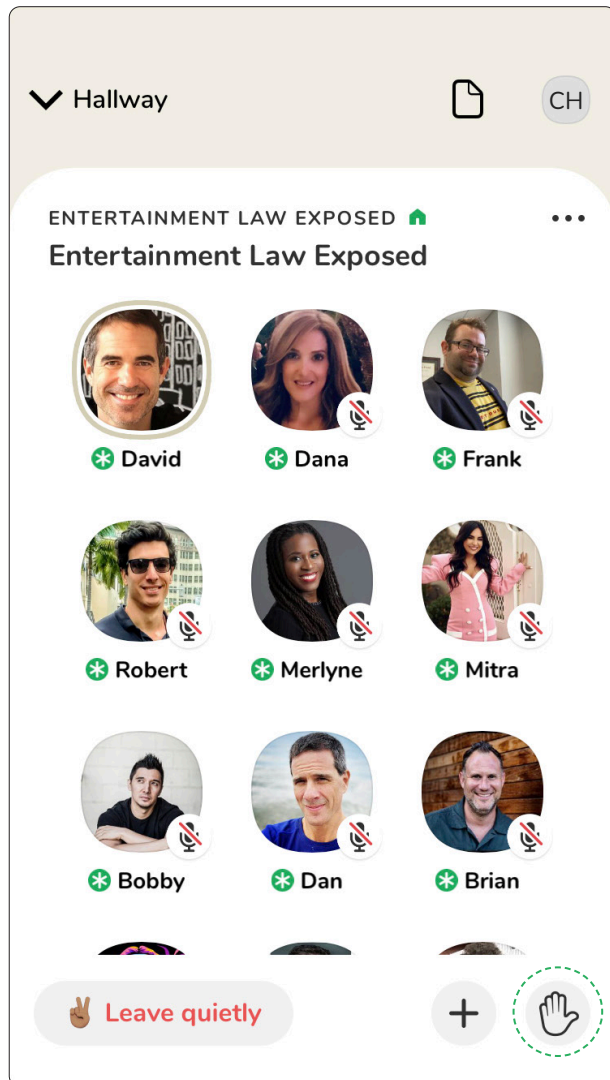 Hallway
CH
ENTERTAINMENT LAW EXPOSED
Entertainment Law Exposed
David
Dana
Frank
Robert
Merlyne
Mitra
Bobby
Dan
Brian
Leave quietly